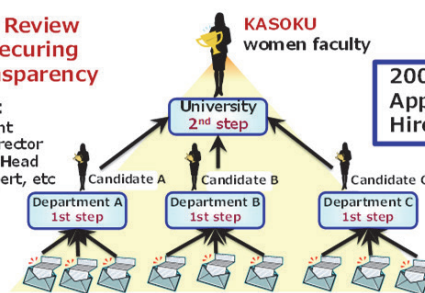 Review
ecuring
sparency
KASOKU
women faculty
:
nt
rector
Head
ert, etc
200
App
Hire
University
2nd step
Candidate A
Candidate B
Candidate C
Department A
1st step
Department B
1st step
Department C
1st step